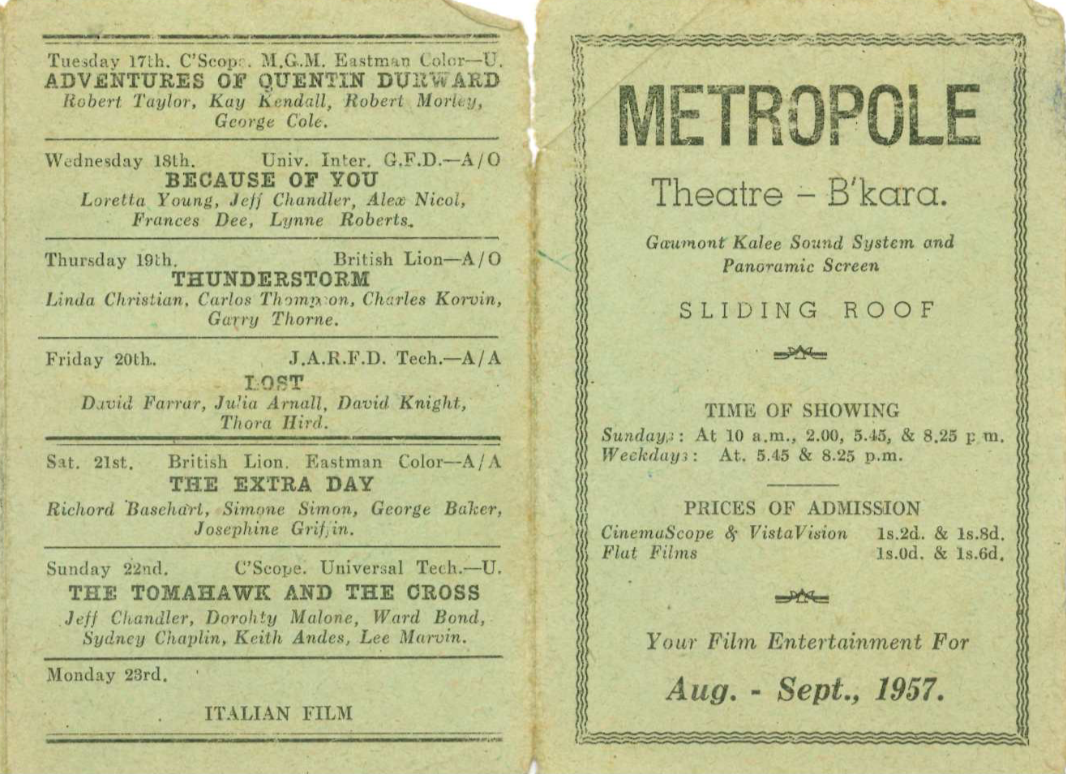 Tuesday 17th. C'Scope. M.G.M. Eastman Color—U.
ADVENTURES OF QUENTIN DURWARD
Robert Taylor, Kay Kendall, Robert Morley,
George Cole.
Wednesday 18th. Univ. Inter. G.F.D.—A/O
BECAUSE OF YOU
Loretta Young, Jeff Chandler, Alex Nicol,
Frances Dee, Lynne Roberts.
Thursday 19th. British Lion—A/O
THUNDERSTORM
Linda Christian, Carlos Thompson, Charles Korvin,
Garry Thorne.
Friday 20th. J.A.R.F.D. Tech.—A/A
LOST
David Farrar, Julia Arnall, David Knight,
Thora Hird.
Sat. 21st. British Lion. Eastman Color—A/A
THE EXTRA DAY
Richord Basehart, Simone Simon, George Baker,
Josephine Griffin.
Sunday 22nd. C'Scope. Universal Tech.—U.
THE TOMAHAWK AND THE CROSS
Jeff Chandler, Dorohty Malone, Ward Bond,
Sydney Chaplin, Keith Andes, Lee Marvin.
Monday 23rd.
ITALIAN FILM
METROPOLE
Theatre – B'kara.
Gaumont Kalee Sound System and
Panoramic Screen
SLIDING ROOF
TIME OF SHOWING
Sundays: At 10 a.m., 2.00, 5.45, & 8.25 p.m.
Weekdays: At. 5.45 & 8.25 p.m.
PRICES OF ADMISSION
CinemaScope & VistaVision 1s.2d. & 1s.8d.
Flat Films 1s.0d. & 1s.6d.
Your Film Entertainment For
Aug. - Sept., 1957.